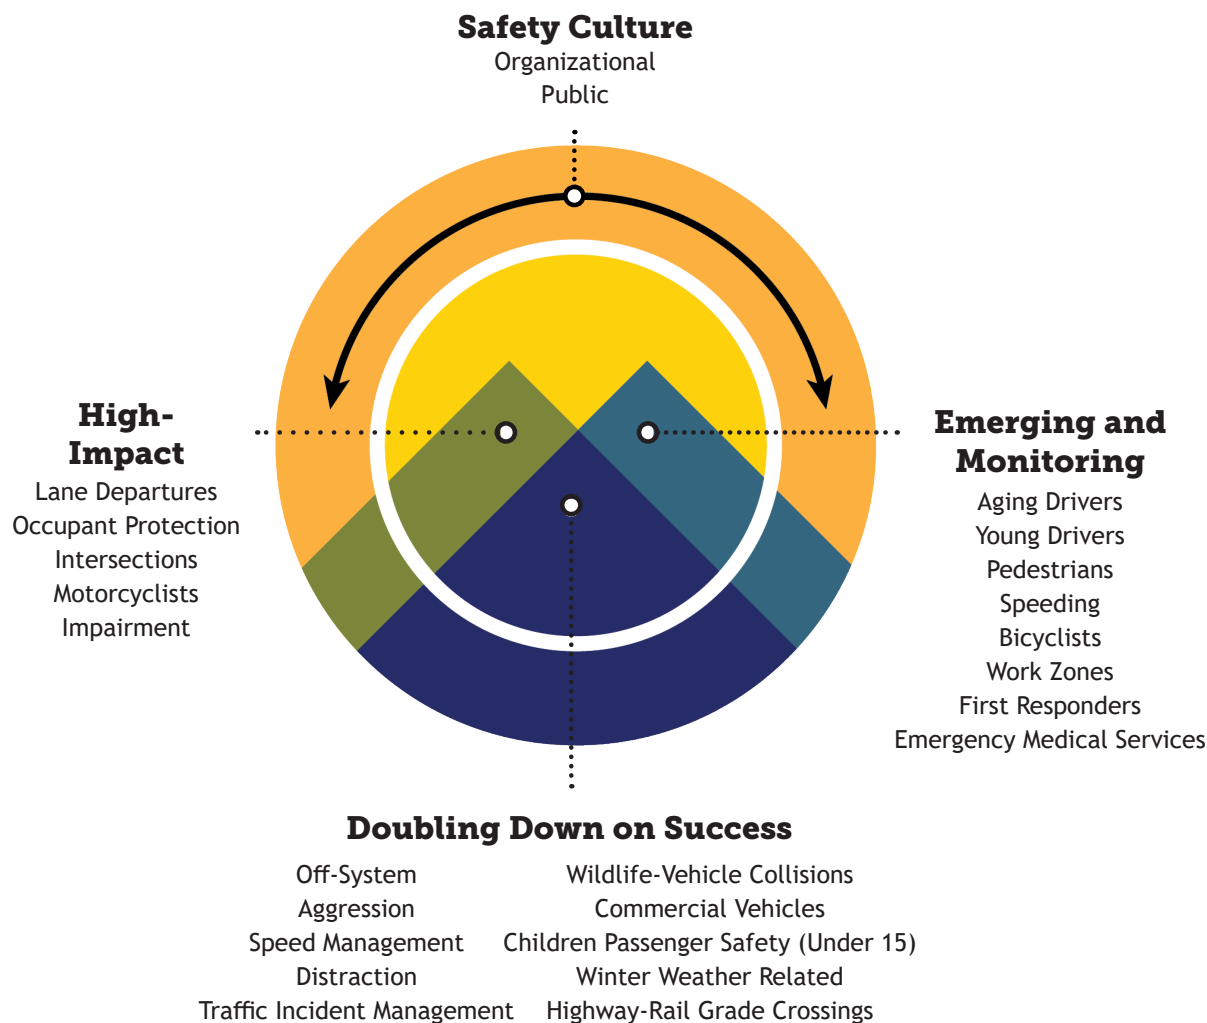 Safety Culture
Organizational
Public
High-
Impact
Lane Departures
Occupant Protection
Intersections
Motorcyclists
Impairment
Emerging and
Monitoring
Aging Drivers
Young Drivers
Pedestrians
Speeding
Bicyclists
Work Zones
First Responders
Emergency Medical Services
Doubling Down on Success
Off-System
Aggression
Speed Management
Distraction
Traffic Incident Management
Wildlife-Vehicle Collisions
Commercial Vehicles
Children Passenger Safety (Under 15)
Winter Weather Related
Highway-Rail Grade Crossings